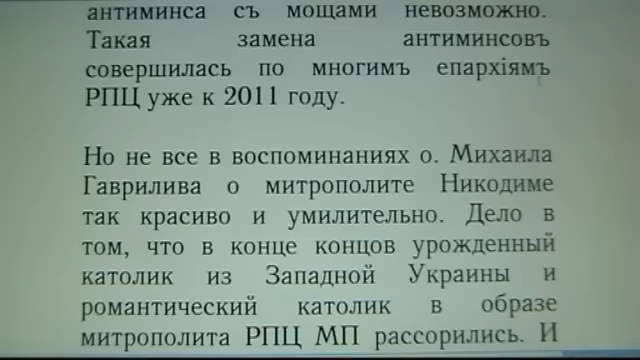 антиминса съ мощами невозможно.
Такая замена антиминсовъ
совершилась по многимъ епархіямъ
РПЦ уже к 2011 году.
Но не все в воспоминаниях о. Михаила
Гаврилива о митрополите Никодиме
так красиво и умилительно. Дело в
том, что в конце концов урожденный
католик из Западной Украины и
романтический католик в образе
митрополита РПЦ МП рассорились. И